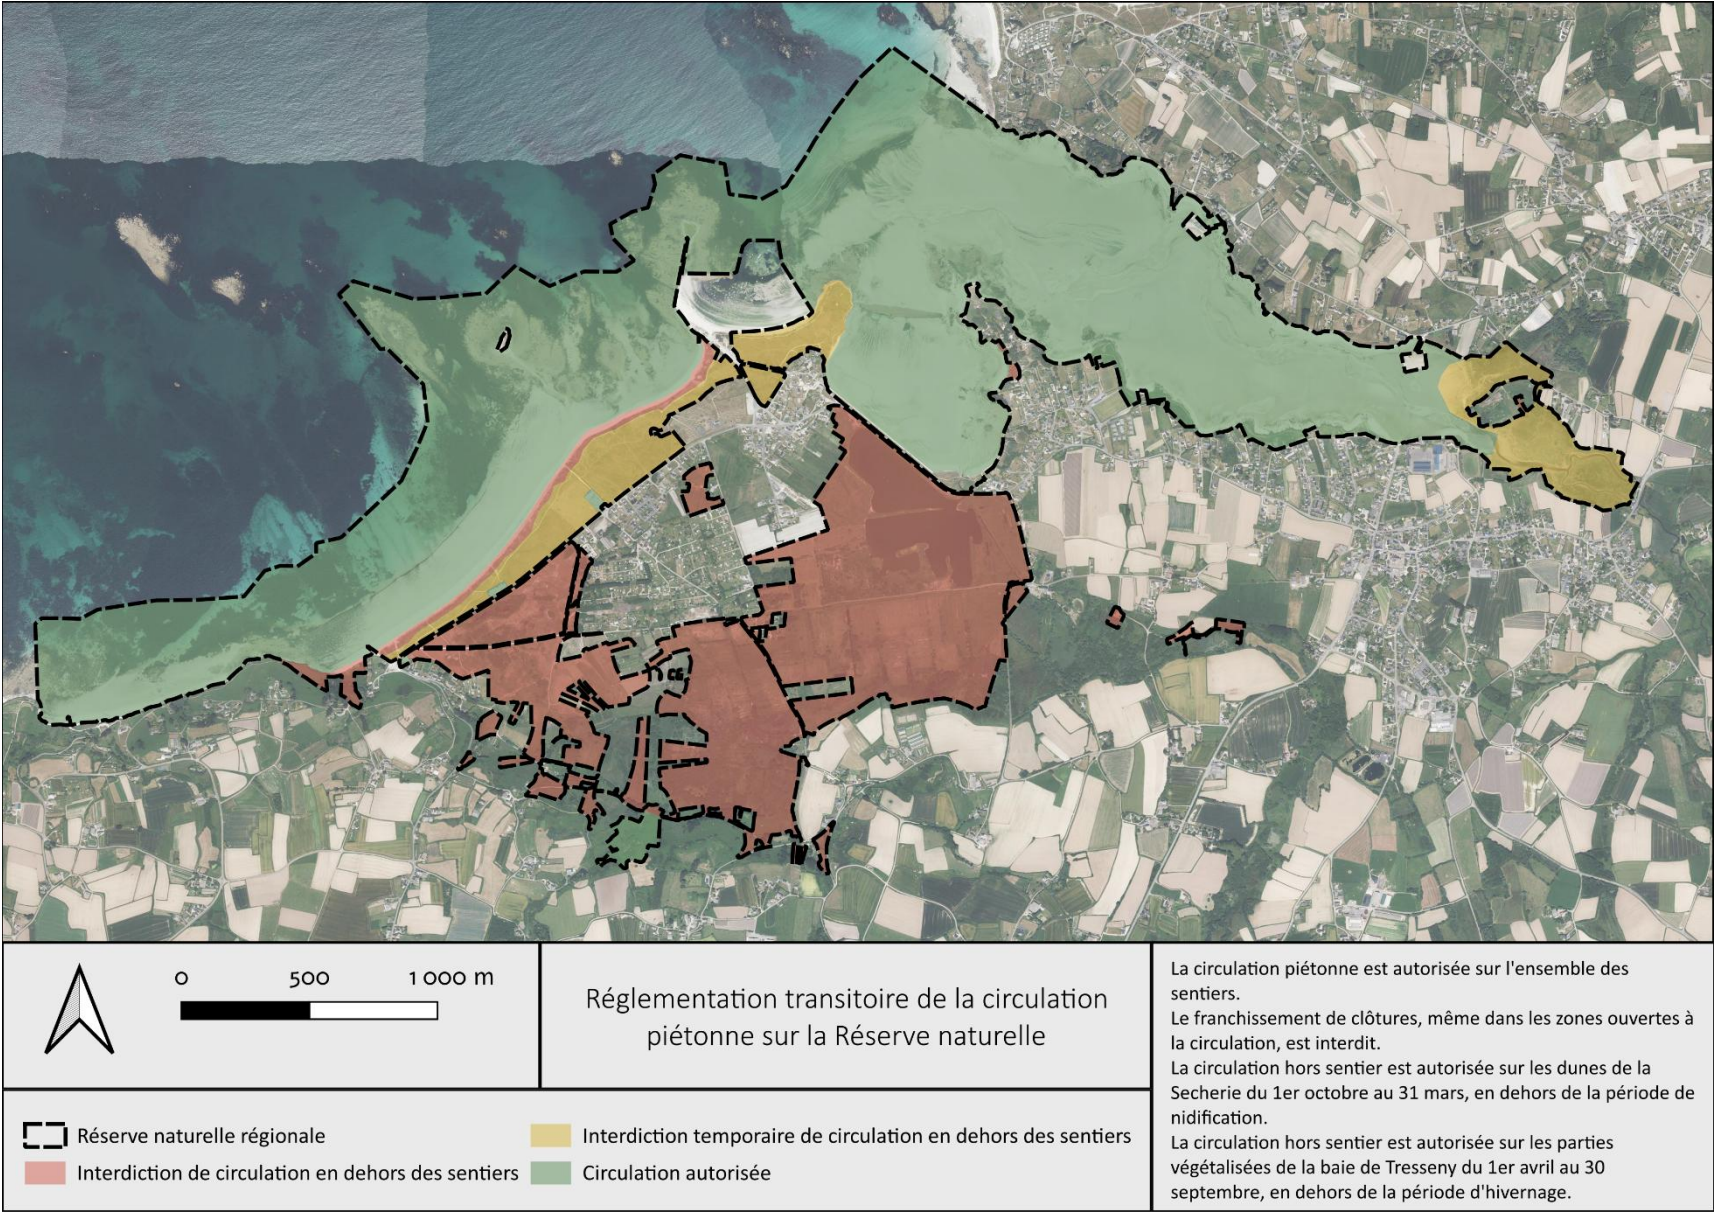 0 500 1 000 m
Réglementation transitoire de la circulation
piétonne sur la Réserve naturelle
Réserve naturelle régionale
Interdiction de circulation en dehors des sentiers
Interdiction temporaire de circulation en dehors des sentiers
Circulation autorisée
La circulation piétonne est autorisée sur l'ensemble des
sentiers.
Le franchissement de clôtures, même dans les zones ouvertes à
la circulation, est interdit.
La circulation hors sentier est autorisée sur les dunes de la
Secherie du 1er octobre au 31 mars, en dehors de la période de
nidification.
La circulation hors sentier est autorisée sur les parties
végétalisées de la baie de Tresseny du 1er avril au 30
septembre, en dehors de la période d'hivernage.